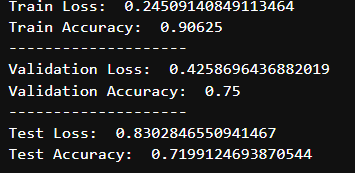 Train Loss:  0.24509140849113464
Train Accuracy:  0.90625
--------------------
Validation Loss:  0.4258696436882019
Validation Accuracy:  0.75
--------------------
Test Loss:  0.8302846550941467
Test Accuracy:  0.7199124693870544